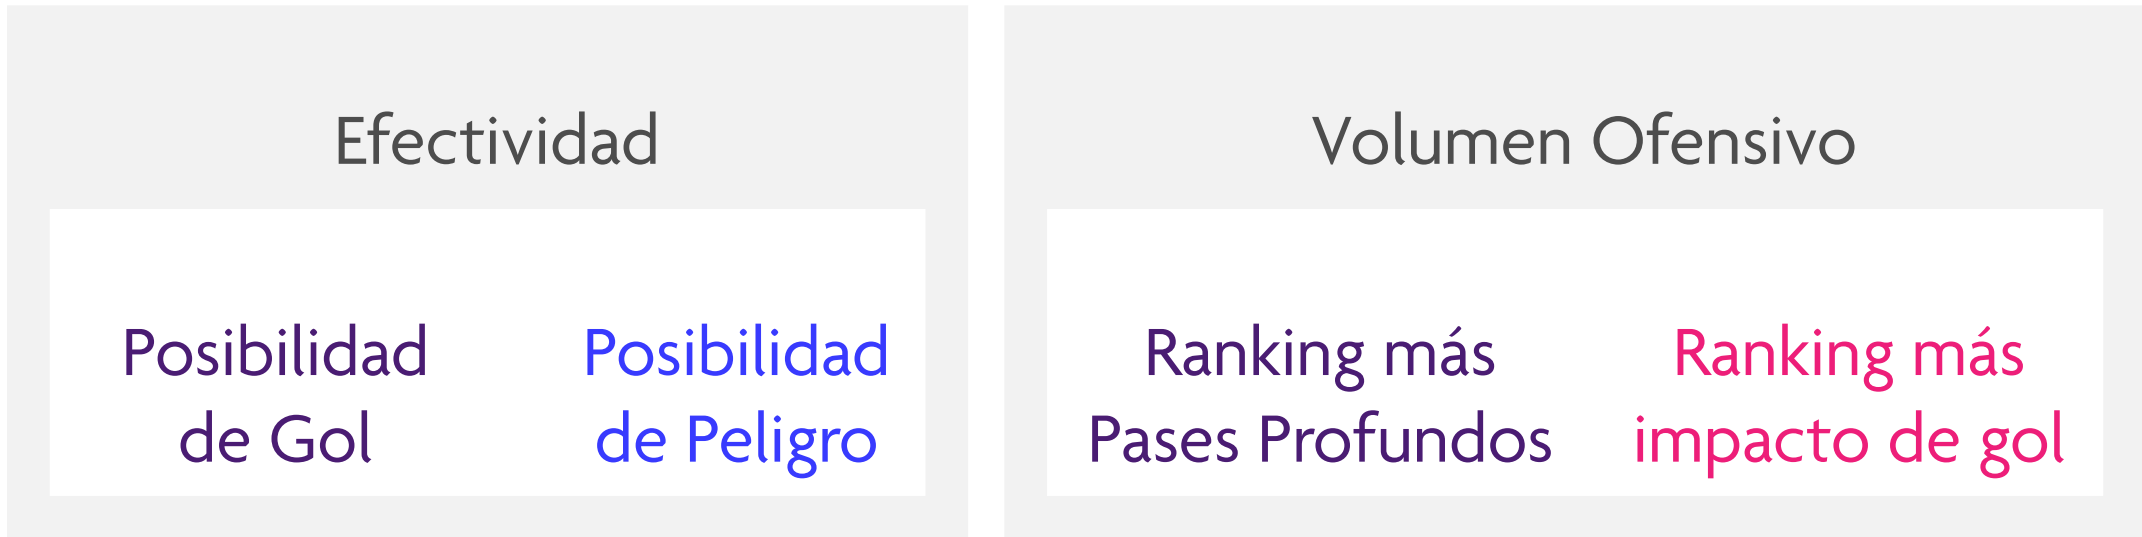 Efectividad
Posibilidad
de Gol
Posibilidad
de Peligro
Volumen Ofensivo
Ranking más
Pases Profundos
Ranking más
impacto de gol